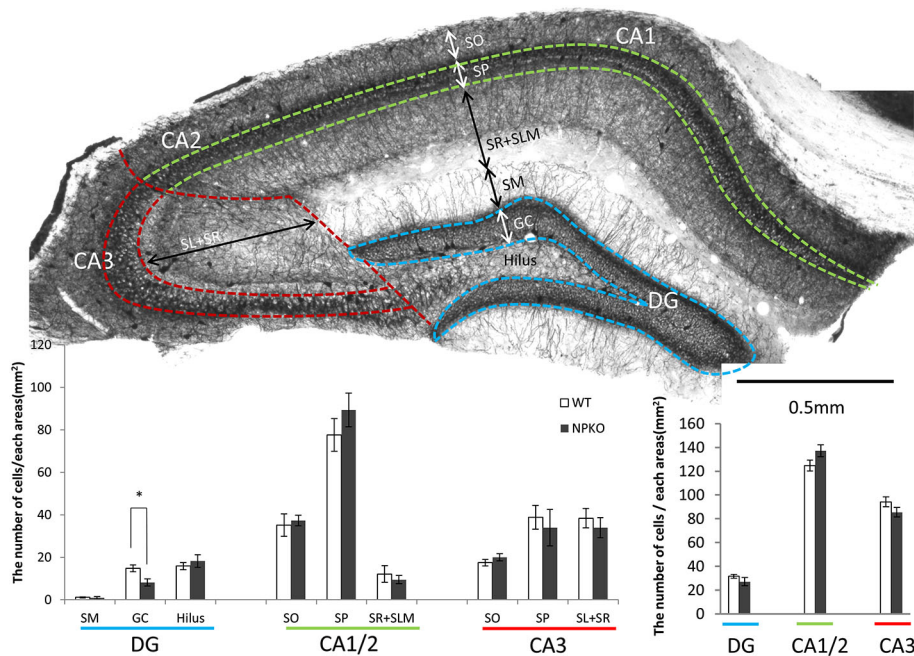 SO
CA1
SP
CA2
SR+SLM
SM
CA3
SL+SR
GC
Hilus
DG
0.5mm
The number of cells/each areas(mm²)
120
100
80
60
40
20
0
*
WT
NPKO
SM GC Hilus SO SP SR+SLM SO SP SL+SR
DG CA1/2 CA3
The number of cells / each areas(mm²)
160
140
120
100
80
60
40
20
0
DG CA1/2 CA3